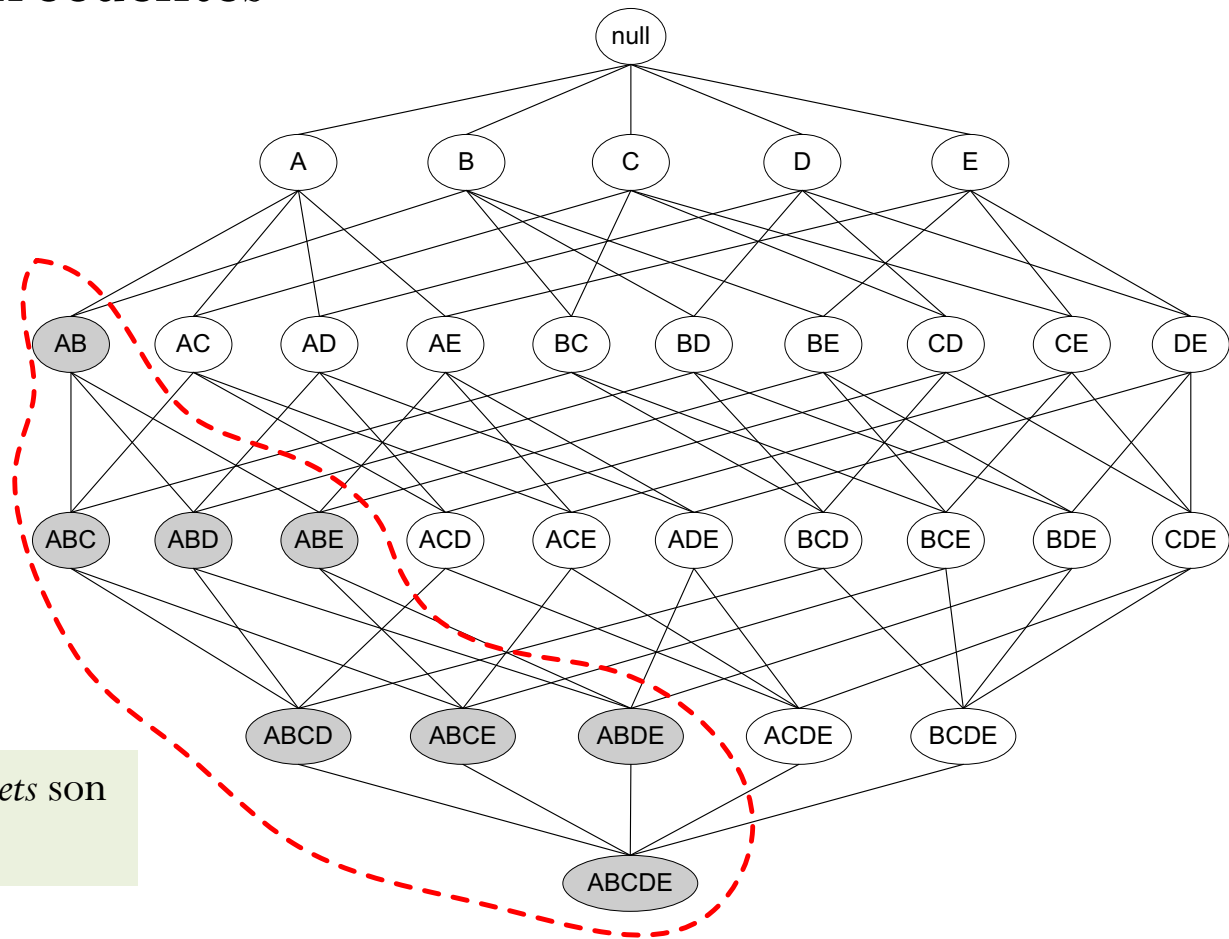 null
A B C D E
AB AC AD AE BC BD BE CD CE DE
ABC ABD ABE ACD ACE ADE BCD BCE BDE CDE
ABCD ABCE ABDE ACDE BCDE
son
ABCDE